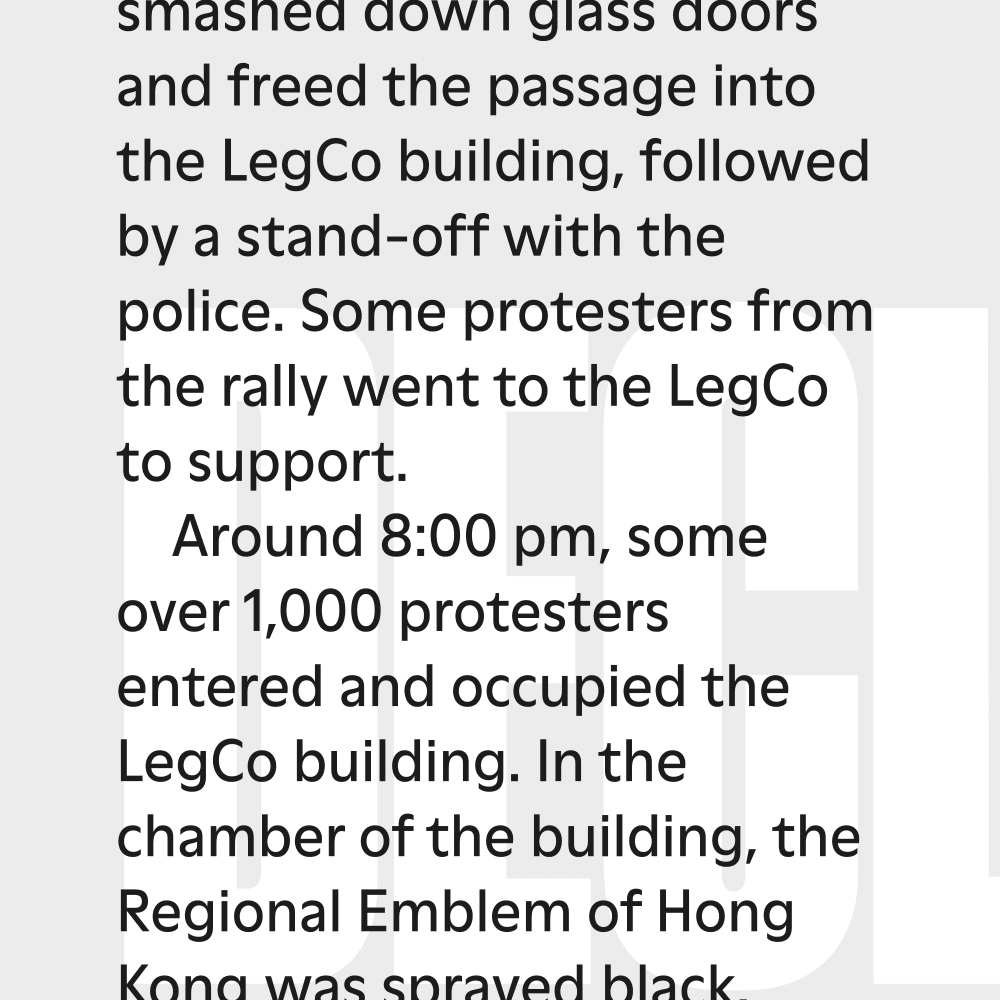 smashed down glass doors
and freed the passage into
the LegCo building, followed
by a stand-off with the
police. Some protesters from
the rally went to the LegCo
to support.
Around 8:00 pm, some
over 1,000 protesters
entered and occupied the
LegCo building. In the
chamber of the building, the
Regional Emblem of Hong
Kong was sprayed black.
DECL